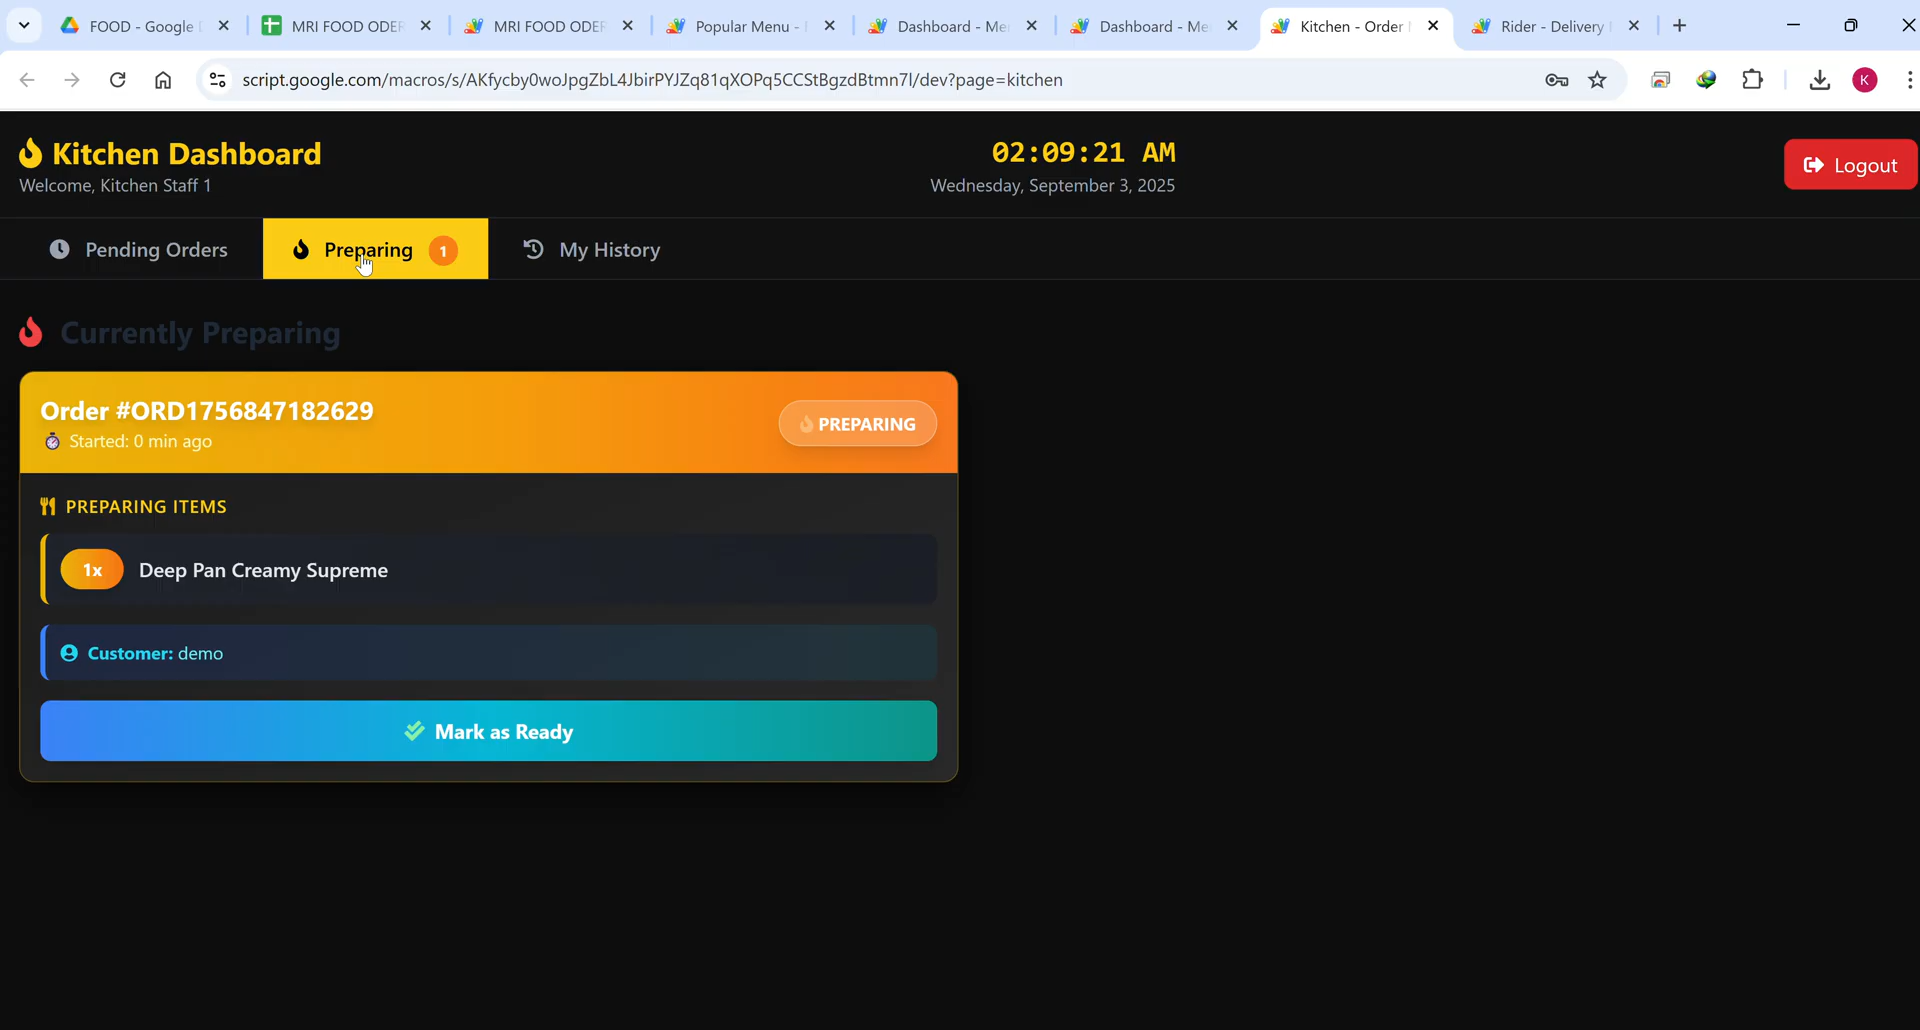 FOOD - Google
MRI FOOD ODER
MRI FOOD ODER
Popular Menu -
Dashboard - Me
Dashboard - Me
Kitchen - Order
Rider - Delivery
script.google.com/macros/s/AKfycby0woJpgZbL4JbirPYJZq81qXOPq5CCStBgzdBtmn7I/dev?page=kitchen
K
Kitchen Dashboard
Welcome, Kitchen Staff 1
02:09:21 AM
Wednesday, September 3, 2025
Logout
Pending Orders
Preparing 1
My History
Currently Preparing
Order #ORD1756847182629
Started: 0 min ago
PREPARING
PREPARING ITEMS
1x Deep Pan Creamy Supreme
Customer: demo
Mark as Ready